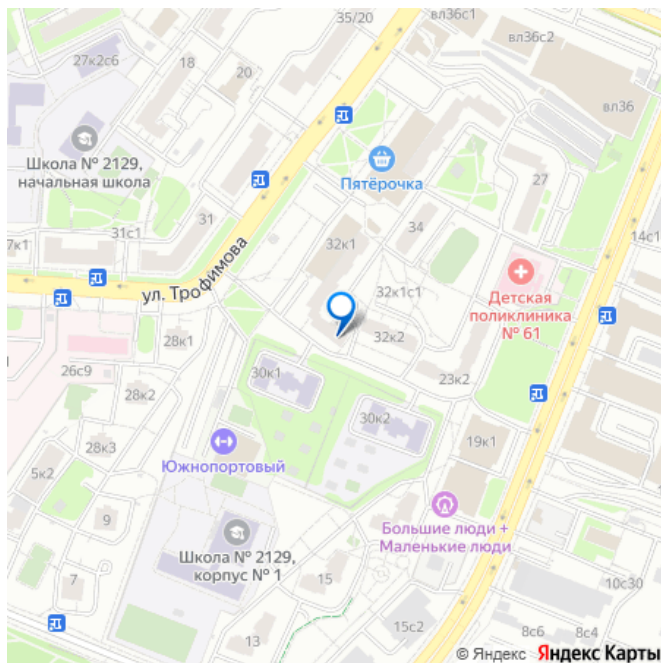 35/20
вл36с1
вл36с2
27к2с6
18
20
вл36
Школа № 2129,
начальная школа
Пятёрочка
27
31
34
14с1
31с1
7к1
32к1
ул. Трофимова
Детская
поликлиника
№ 61
32к1с1
28к1
32к2
26с9
30к1
23к2
28к2
30к2
19к1
28к3
Южнопортовый
5к2
9
Большие люди +
Маленькие люди
Школа № 2129,
корпус № 1
7
15
10с30
13
15с2
8с6
8с4
© Яндекс Яндекс Карты